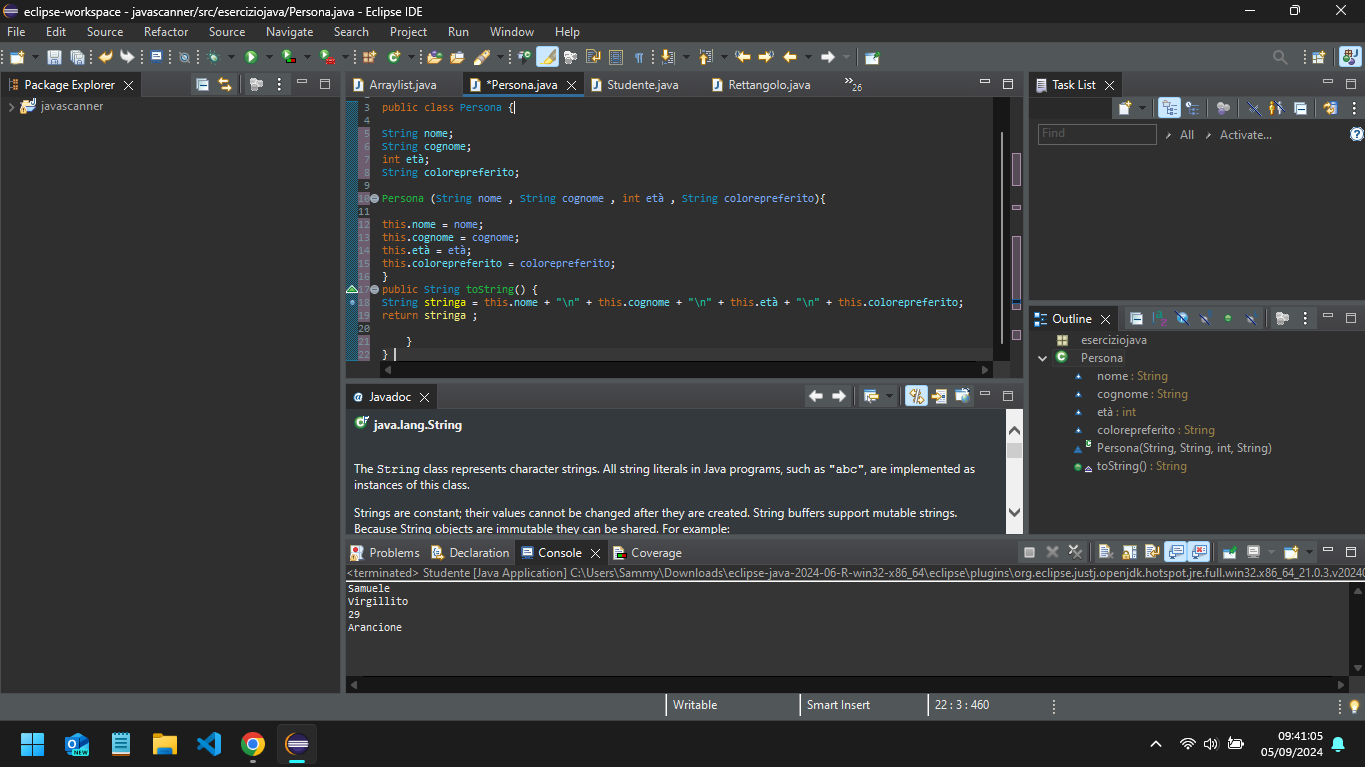 eclipse-workspace - javascanner/src/eserciziojava/Persona.java - Eclipse IDE
File Edit Source Refactor Source Navigate Search Project Run Window Help
Package Explorer
javascanner
Arraylist.java *Persona.java Studente.java Rettangolo.java »26
3 public class Persona {
4
5 String nome;
6 String cognome;
7 int età;
8 String colorepreferito;
9
10 Persona (String nome , String cognome , int età , String colorepreferito){
11
12 this.nome = nome;
13 this.cognome = cognome;
14 this.età = età;
15 this.colorepreferito = colorepreferito;
16 }
17 public String toString() {
18 String stringa = this.nome + "\n" + this.cognome + "\n" + this.età + "\n" + this.colorepreferito;
19 return stringa ;
20
21 }
22 }
Task List
Find All Activate...
Outline
eserciziojava
Persona
nome : String
cognome : String
età : int
colorepreferito : String
Persona(String, String, int, String)
toString() : String
@ Javadoc
java.lang.String
The String class represents character strings. All string literals in Java programs, such as "abc", are implemented as
instances of this class.
Strings are constant; their values cannot be changed after they are created. String buffers support mutable strings.
Because String objects are immutable they can be shared. For example:
Problems Declaration Console Coverage
<terminated> Studente [Java Application] C:\Users\Sammy\Downloads\eclipse-java-2024-06-R-win32-x86_64\eclipse\plugins\org.eclipse.justj.openjdk.hotspot.jre.full.win32.x86_64_21.0.3.v20240
Samuele
Virgillito
29
Arancione
Writable Smart Insert 22 : 3 : 460
09:41:05
05/09/2024